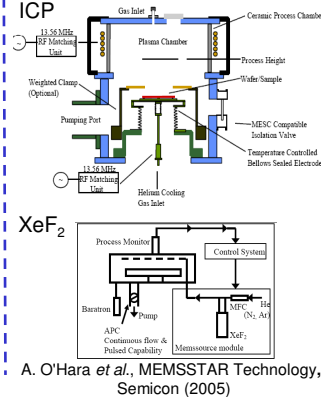 ICP
Gas Inlet
Ceramic Process Chamber
13.56 MHz
RF Matching
Unit
Plasma Chamber
Process Height
Weighted Clamp
(Optional)
Wafer/Sample
Pumping Port
MESC Compatible
Isolation Valve
13.56 MHz
RF Matching
Unit
Temperature Controlled
Bellows Sealed Electrode
Helium Cooling
Gas Inlet
XeF2
Process Monitor
Control System
He
MFC
(N2, Ar)
Baratron
Pump
APC
Continuous flow &
Pulsed Capability
XeF2
Memssource module
A. O'Hara et al., MEMSSTAR Technology,
Semicon (2005)